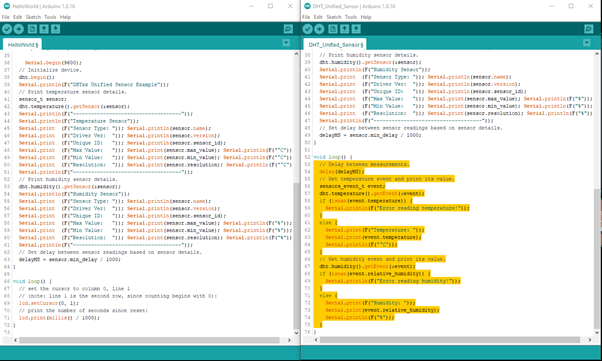 HelloWorld | Arduino 1.8.16
File Edit Sketch Tools Help
HelloWorld §
35
36 Serial.begin(9600);
37 // Initialize device.
38 dht.begin();
39 Serial.println(F("DHTxx Unified Sensor Example"));
40 // Print temperature sensor details.
41 sensor_t sensor;
42 dht.temperature().getSensor(&sensor);
43 Serial.println(F("------------------------------------"));
44 Serial.println(F("Temperature Sensor"));
45 Serial.print (F("Sensor Type: ")); Serial.println(sensor.name);
46 Serial.print (F("Driver Ver: ")); Serial.println(sensor.version);
47 Serial.print (F("Unique ID: ")); Serial.println(sensor.sensor_id);
48 Serial.print (F("Max Value: ")); Serial.print(sensor.max_value); Serial.println(F("°C"));
49 Serial.print (F("Min Value: ")); Serial.print(sensor.min_value); Serial.println(F("°C"));
50 Serial.print (F("Resolution: ")); Serial.print(sensor.resolution); Serial.println(F("°C"));
51 Serial.println(F("------------------------------------"));
52 // Print humidity sensor details.
53 dht.humidity().getSensor(&sensor);
54 Serial.println(F("Humidity Sensor"));
55 Serial.print (F("Sensor Type: ")); Serial.println(sensor.name);
56 Serial.print (F("Driver Ver: ")); Serial.println(sensor.version);
57 Serial.print (F("Unique ID: ")); Serial.println(sensor.sensor_id);
58 Serial.print (F("Max Value: ")); Serial.print(sensor.max_value); Serial.println(F("%"));
59 Serial.print (F("Min Value: ")); Serial.print(sensor.min_value); Serial.println(F("%"));
60 Serial.print (F("Resolution: ")); Serial.print(sensor.resolution); Serial.println(F("%"));
61 Serial.println(F("------------------------------------"));
62 // Set delay between sensor readings based on sensor details.
63 delayMS = sensor.min_delay / 1000;
64 }
65
66 void loop() {
67 // set the cursor to column 0, line 1
68 // (note: line 1 is the second row, since counting begins with 0):
69 lcd.setCursor(0, 1);
70 // print the number of seconds since reset:
71 lcd.print(millis() / 1000);
72 }
73
DHT_Unified_Sensor | Arduino 1.8.16
File Edit Sketch Tools Help
DHT_Unified_Sensor §
38 // Print humidity sensor details.
39 dht.humidity().getSensor(&sensor);
40 Serial.println(F("Humidity Sensor"));
41 Serial.print (F("Sensor Type: ")); Serial.println(sensor.name);
42 Serial.print (F("Driver Ver: ")); Serial.println(sensor.version);
43 Serial.print (F("Unique ID: ")); Serial.println(sensor.sensor_id);
44 Serial.print (F("Max Value: ")); Serial.print(sensor.max_value); Serial.println(F("%"));
45 Serial.print (F("Min Value: ")); Serial.print(sensor.min_value); Serial.println(F("%"));
46 Serial.print (F("Resolution: ")); Serial.print(sensor.resolution); Serial.println(F("%"))
47 Serial.println(F("------------------------------------"));
48 // Set delay between sensor readings based on sensor details.
49 delayMS = sensor.min_delay / 1000;
50 }
51
52 void loop() {
53 // Delay between measurements.
54 delay(delayMS);
55 // Get temperature event and print its value.
56 sensors_event_t event;
57 dht.temperature().getEvent(&event);
58 if (isnan(event.temperature)) {
59 Serial.println(F("Error reading temperature!"));
60 }
61 else {
62 Serial.print(F("Temperature: "));
63 Serial.print(event.temperature);
64 Serial.println(F("°C"));
65 }
66 // Get humidity event and print its value.
67 dht.humidity().getEvent(&event);
68 if (isnan(event.relative_humidity)) {
69 Serial.println(F("Error reading humidity!"));
70 }
71 else {
72 Serial.print(F("Humidity: "));
73 Serial.print(event.relative_humidity);
74 Serial.println(F("%"));
75 }
76 }